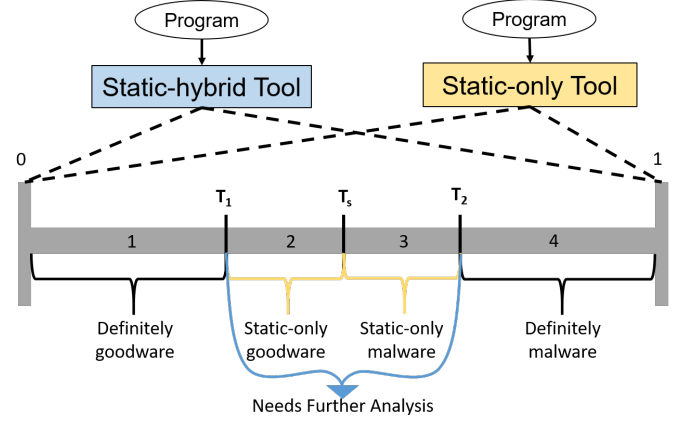 Program
Program
Static-hybrid Tool
Static-only Tool
0
1
T1
Ts
T2
1
2
3
4
Definitely
goodware
Static-only
goodware
Static-only
malware
Definitely
malware
Needs Further Analysis